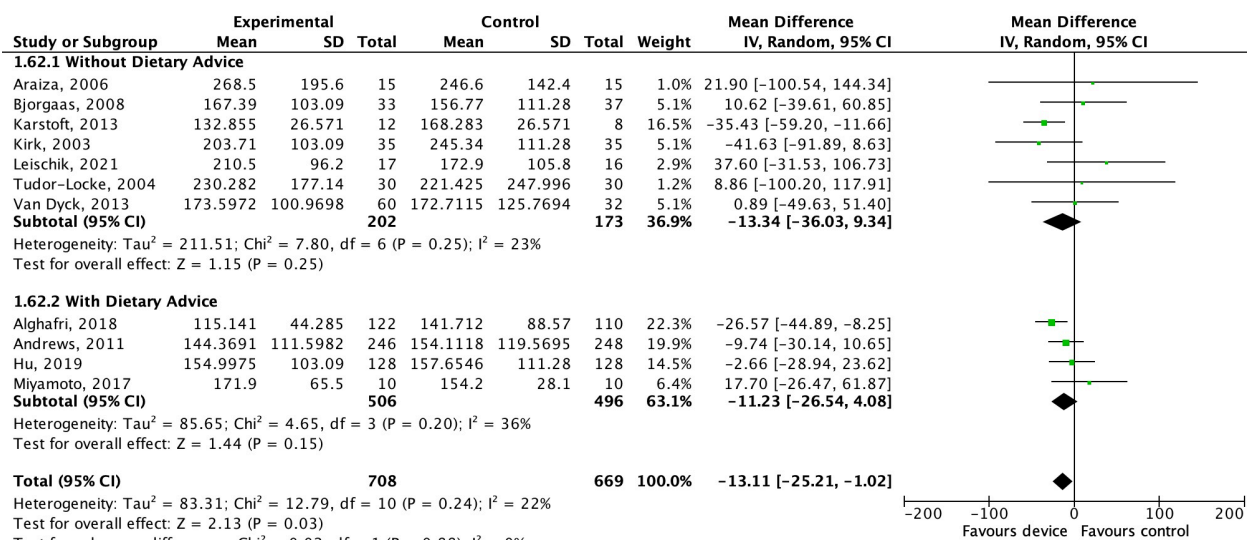 Experimental Control Mean Difference Mean Difference
Study or Subgroup Mean SD Total Mean SD Total Weight IV, Random, 95% CI IV, Random, 95% CI
1.62.1 Without Dietary Advice
Araiza, 2006 268.5 195.6 15 246.6 142.4 15 1.0% 21.90 [-100.54, 144.34]
Bjorgaas, 2008 167.39 103.09 33 156.77 111.28 37 5.1% 10.62 [-39.61, 60.85]
Karstoft, 2013 132.855 26.571 12 168.283 26.571 8 16.5% -35.43 [-59.20, -11.66]
Kirk, 2003 203.71 103.09 35 245.34 111.28 35 5.1% -41.63 [-91.89, 8.63]
Leischik, 2021 210.5 96.2 17 172.9 105.8 16 2.9% 37.60 [-31.53, 106.73]
Tudor-Locke, 2004 230.282 177.14 30 221.425 247.996 30 1.2% 8.86 [-100.20, 117.91]
Van Dyck, 2013 173.5972 100.9698 60 172.7115 125.7694 32 5.1% 0.89 [-49.63, 51.40]
Subtotal (95% CI) 202 173 36.9% -13.34 [-36.03, 9.34]
Heterogeneity: Tau² = 211.51; Chi² = 7.80, df = 6 (P = 0.25); I² = 23%
Test for overall effect: Z = 1.15 (P = 0.25)
1.62.2 With Dietary Advice
Alghafri, 2018 115.141 44.285 122 141.712 88.57 110 22.3% -26.57 [-44.89, -8.25]
Andrews, 2011 144.3691 111.5982 246 154.1118 119.5695 248 19.9% -9.74 [-30.14, 10.65]
Hu, 2019 154.9975 103.09 128 157.6546 111.28 128 14.5% -2.66 [-28.94, 23.62]
Miyamoto, 2017 171.9 65.5 10 154.2 28.1 10 6.4% 17.70 [-26.47, 61.87]
Subtotal (95% CI) 506 496 63.1% -11.23 [-26.54, 4.08]
Heterogeneity: Tau² = 85.65; Chi² = 4.65, df = 3 (P = 0.20); I² = 36%
Test for overall effect: Z = 1.44 (P = 0.15)
Total (95% CI) 708 669 100.0% -13.11 [-25.21, -1.02]
Heterogeneity: Tau² = 83.31; Chi² = 12.79, df = 10 (P = 0.24); I² = 22%
Test for overall effect: Z = 2.13 (P = 0.03)
-200 -100 0 100 200
Favours device Favours control